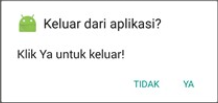 Keluar dari aplikasi?
Klik Ya untuk keluar!
TIDAK YA